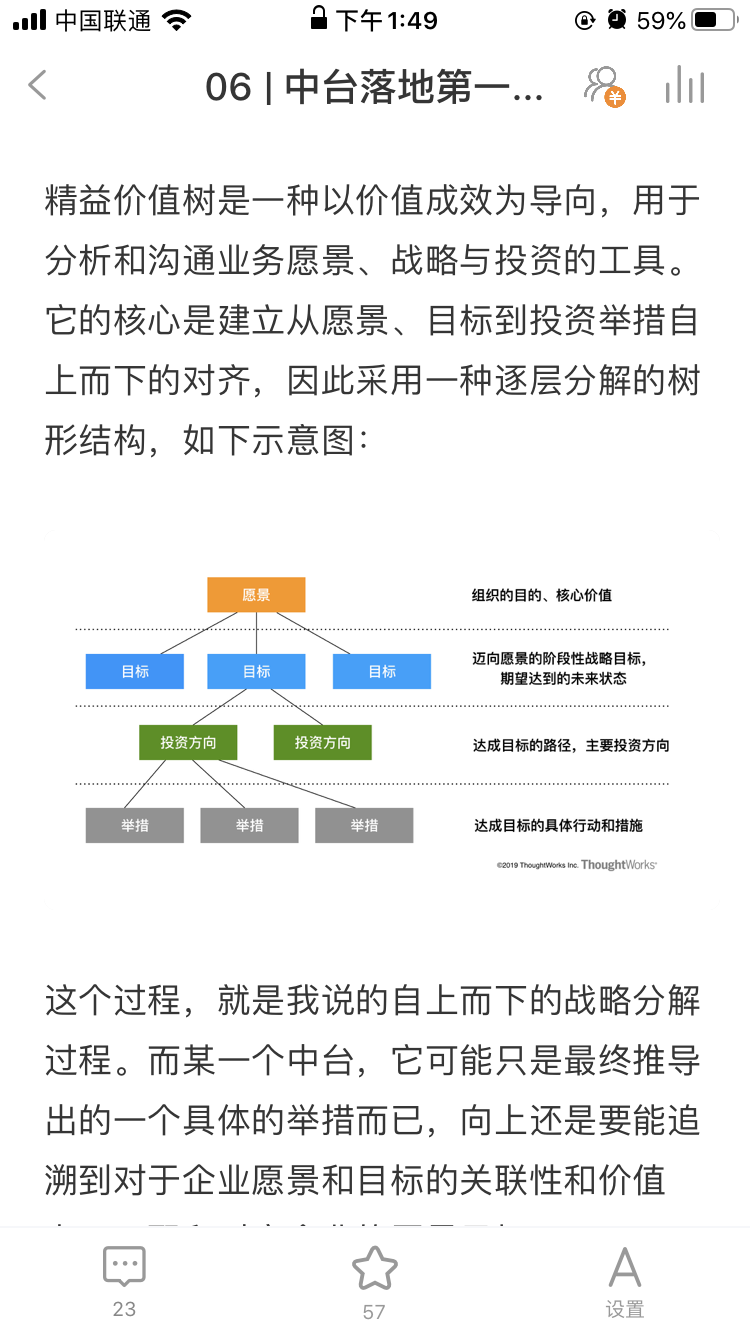 中国联通 下午1:49 59%
06 | 中台落地第一...
精益价值树是一种以价值成效为导向，用于
分析和沟通业务愿景、战略与投资的工具。
它的核心是建立从愿景、目标到投资举措自
上而下的对齐，因此采用一种逐层分解的树
形结构，如下示意图：
愿景 组织的目的、核心价值
目标 目标 目标 迈向愿景的阶段性战略目标，
期望达到的未来状态
投资方向 投资方向 达成目标的路径，主要投资方向
举措 举措 举措 达成目标的具体行动和措施
©2019 ThoughtWorks Inc. ThoughtWorks®
这个过程，就是我说的自上而下的战略分解
过程。而某一个中台，它可能只是最终推导
出的一个具体的举措而已，向上还是要能追
溯到对于企业愿景和目标的关联性和价值
23 57 设置